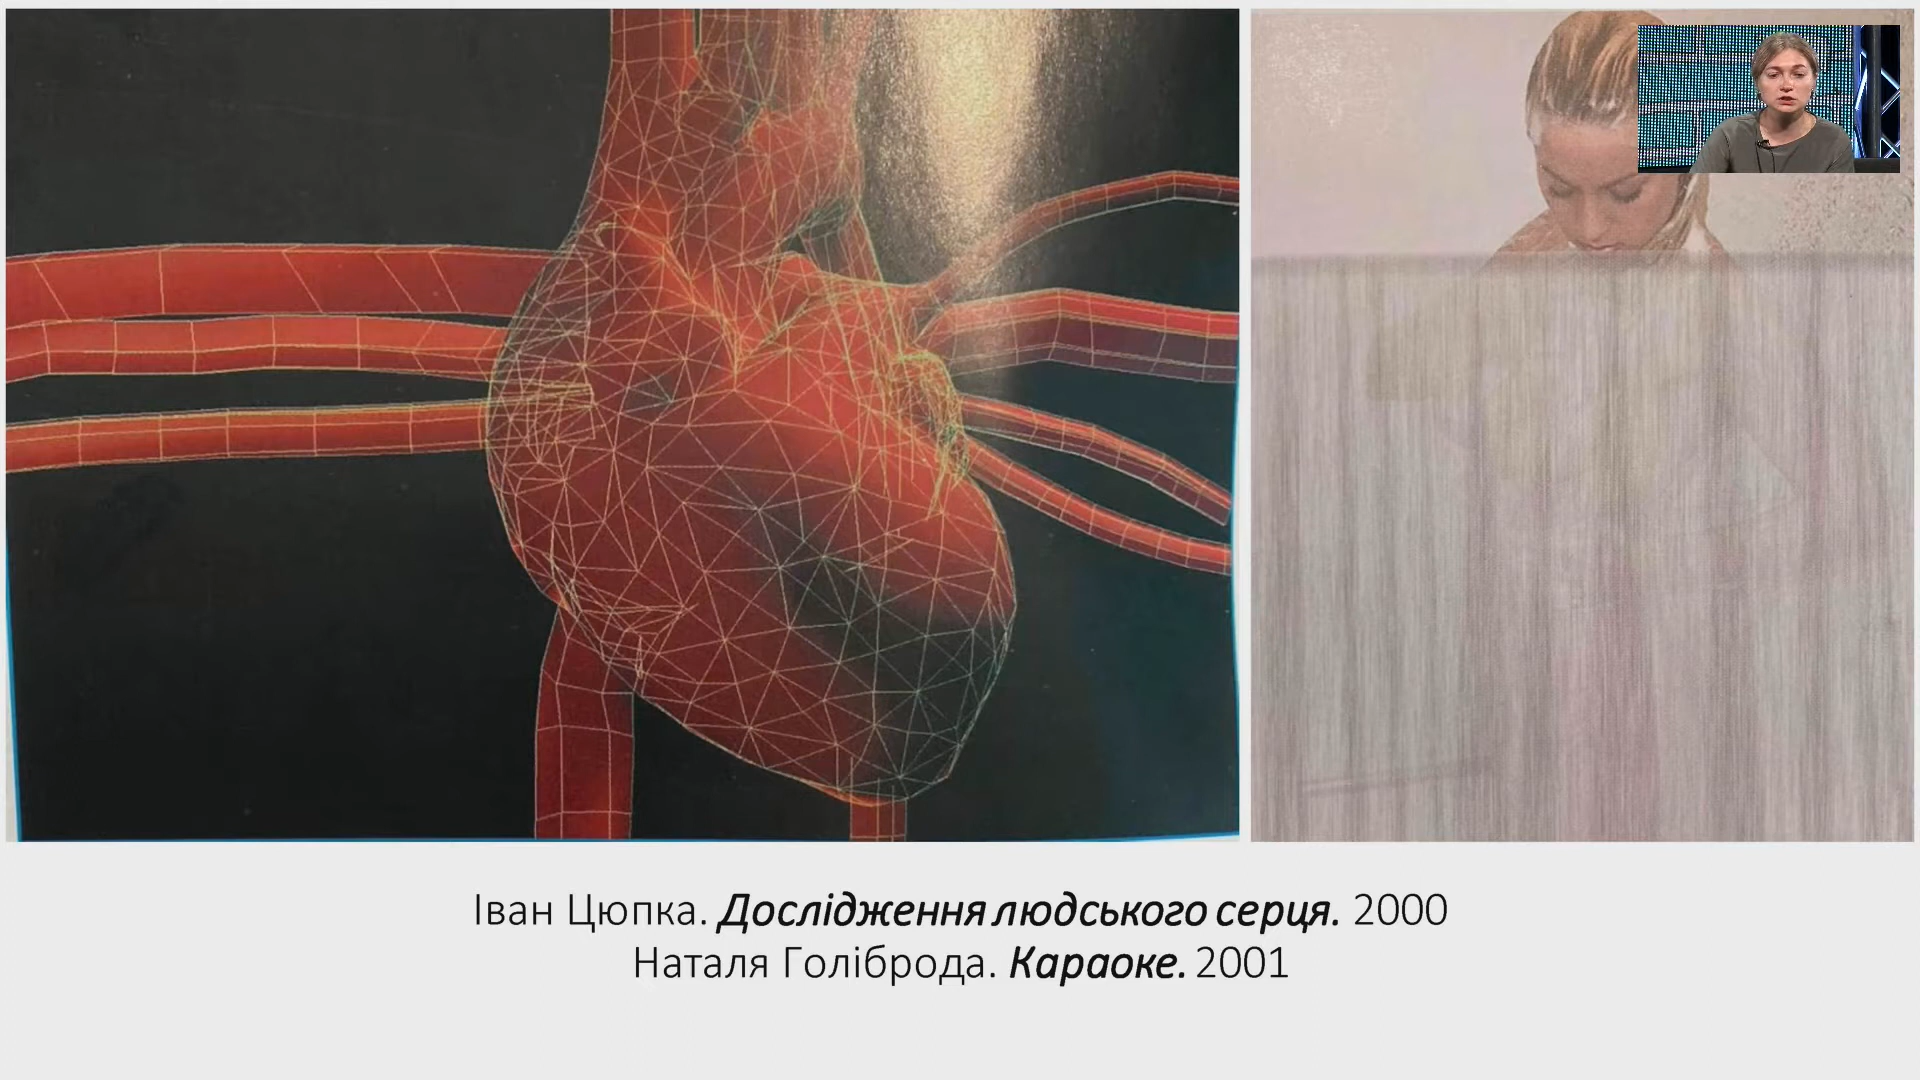 Іван Цюпка. Дослідження людського серця. 2000
Наталя Голіброда. Караоке. 2001